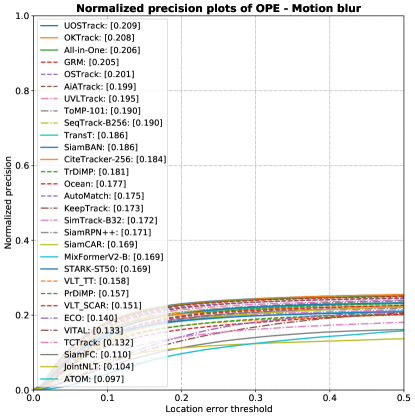 Normalized precision plots of OPE - Motion blur
1.0
0.8
0.6
0.4
0.2
0.0
Normalized precision
UOSTrack: [0.209]
OKTrack: [0.208]
All-in-One: [0.206]
GRM: [0.205]
OSTrack: [0.201]
AiATrack: [0.199]
UVLTrack: [0.195]
ToMP-101: [0.190]
SeqTrack-B256: [0.190]
TransT: [0.186]
SiamBAN: [0.186]
CiteTracker-256: [0.184]
TrDiMP: [0.181]
Ocean: [0.177]
AutoMatch: [0.175]
KeepTrack: [0.173]
SimTrack-B32: [0.172]
SiamRPN++: [0.171]
SiamCAR: [0.169]
MixFormerV2-B: [0.169]
STARK-ST50: [0.169]
VLT_TT: [0.158]
PrDiMP: [0.157]
VLT_SCAR: [0.151]
ECO: [0.140]
VITAL: [0.133]
TCTrack: [0.132]
SiamFC: [0.110]
JointNLT: [0.104]
ATOM: [0.097]
0.0 0.1 0.2 0.3 0.4 0.5
Location error threshold